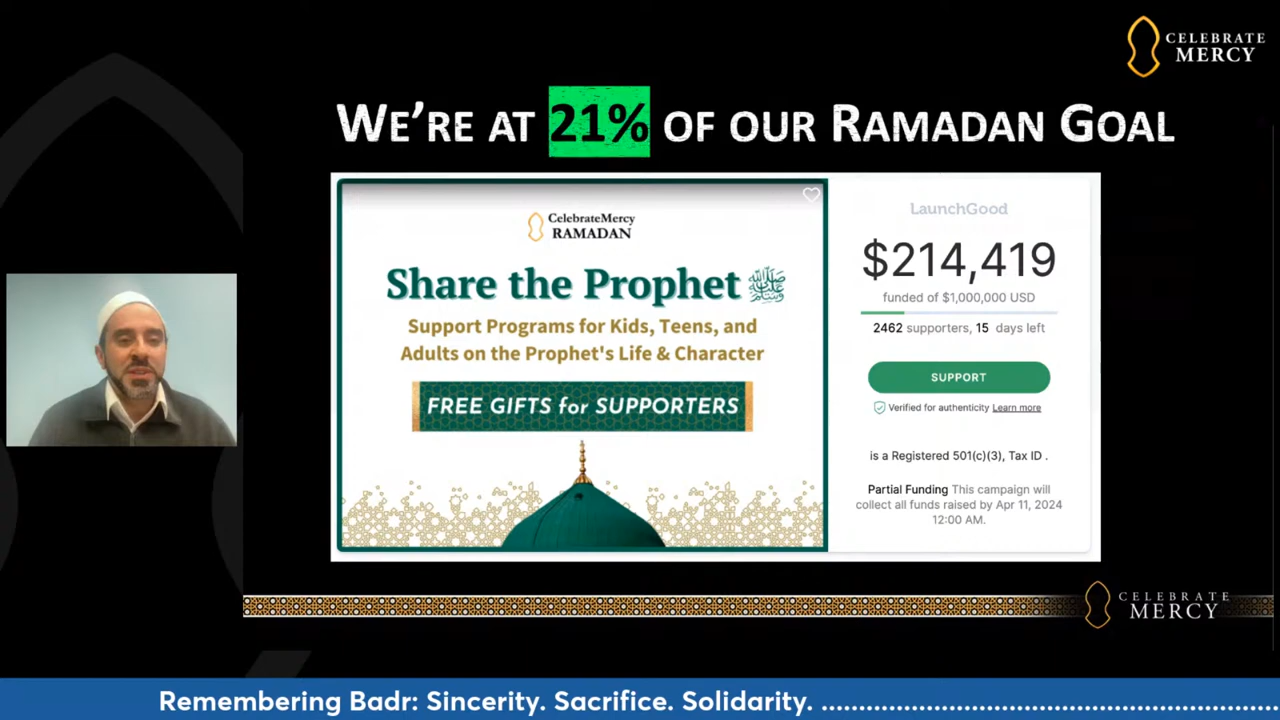 CELEBRATE
MERCY
WE'RE AT 21% OF OUR RAMADAN GOAL
CelebrateMercy
RAMADAN
Share the Prophet ﷺ
Support Programs for Kids, Teens, and
Adults on the Prophet's Life & Character
FREE GIFTS for SUPPORTERS
LaunchGood
$214,419
funded of $1,000,000 USD
2462 supporters, 15 days left
SUPPORT
Verified for authenticity Learn more
is a Registered 501(c)(3), Tax ID .
Partial Funding This campaign will
collect all funds raised by Apr 11, 2024
12:00 AM.
CELEBRATE
MERCY
Remembering Badr: Sincerity. Sacrifice. Solidarity. ..................................................